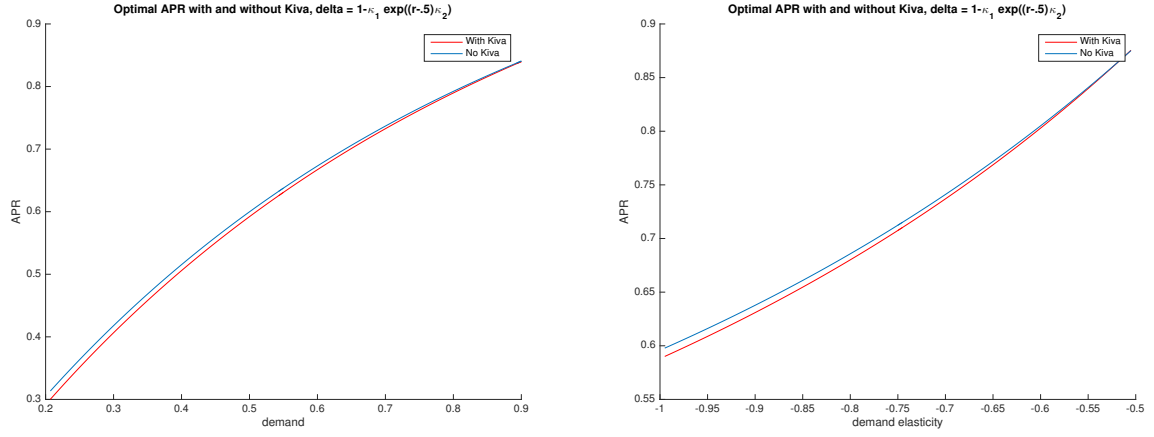 Optimal APR with and without Kiva, delta = 1-κ₁ exp((r-.5)κ₂)
With Kiva
No Kiva
APR
0.9
0.8
0.7
0.6
0.5
0.4
0.3
0.2 0.3 0.4 0.5 0.6 0.7 0.8 0.9
demand
Optimal APR with and without Kiva, delta = 1-κ₁ exp((r-.5)κ₂)
With Kiva
No Kiva
APR
0.9
0.85
0.8
0.75
0.7
0.65
0.6
0.55
-1 -0.95 -0.9 -0.85 -0.8 -0.75 -0.7 -0.65 -0.6 -0.55 -0.5
demand elasticity